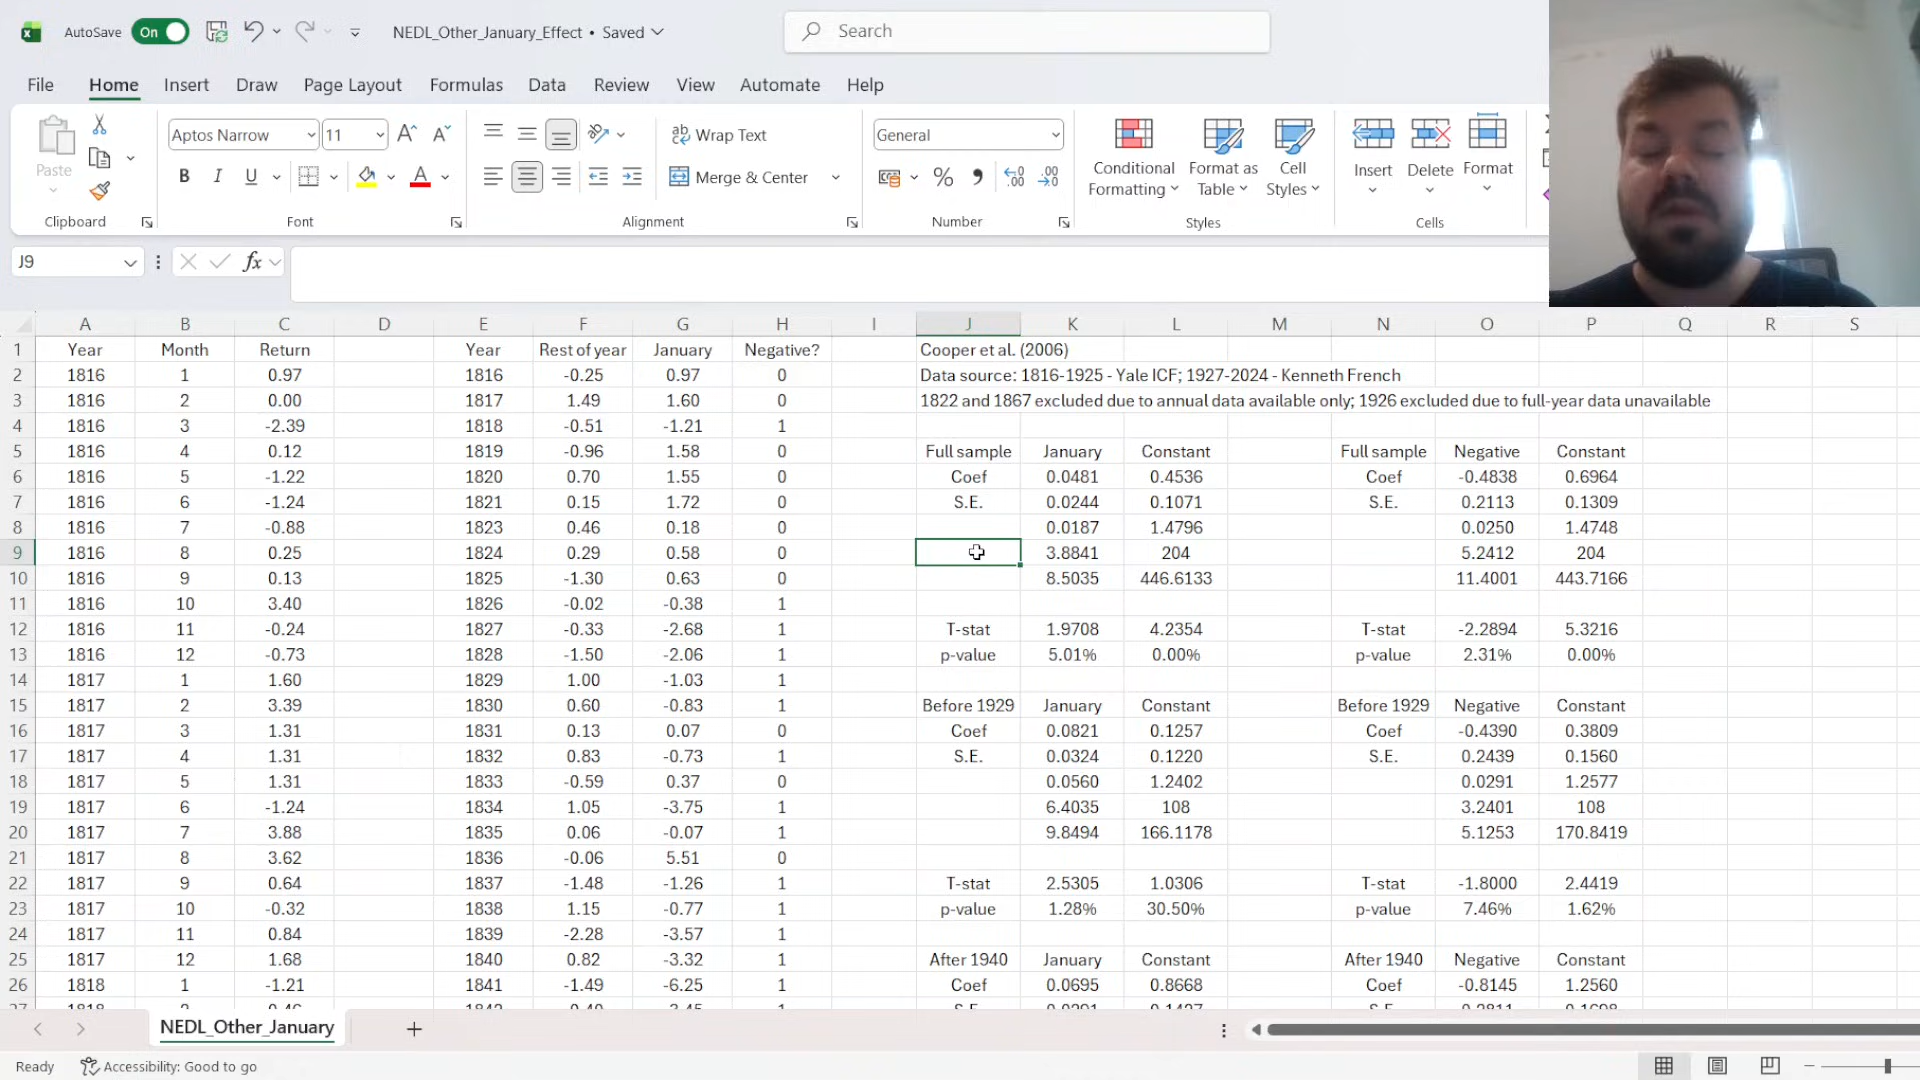 AutoSave On NEDL_Other_January_Effect • Saved Search
File Home Insert Draw Page Layout Formulas Data Review View Automate Help
Paste Aptos Narrow 11 Wrap Text General Conditional Formatting Format as Table Cell Styles Insert Delete Format
B I U A Merge & Center % 
Clipboard Font Alignment Number Styles Cells
J9 fx
A B C D E F G H I J K L M N O P Q R S
1 Year Month Return Year Rest of year January Negative? Cooper et al. (2006)
2 1816 1 0.97 1816 -0.25 0.97 0 Data source: 1816-1925 - Yale ICF; 1927-2024 - Kenneth French
3 1816 2 0.00 1817 1.49 1.60 0 1822 and 1867 excluded due to annual data available only; 1926 excluded due to full-year data unavailable
4 1816 3 -2.39 1818 -0.51 -1.21 1
5 1816 4 0.12 1819 -0.96 1.58 0 Full sample January Constant Full sample Negative Constant
6 1816 5 -1.22 1820 0.70 1.55 0 Coef 0.0481 0.4536 Coef -0.4838 0.6964
7 1816 6 -1.24 1821 0.15 1.72 0 S.E. 0.0244 0.1071 S.E. 0.2113 0.1309
8 1816 7 -0.88 1823 0.46 0.18 0 0.0187 1.4796 0.0250 1.4748
9 1816 8 0.25 1824 0.29 0.58 0 3.8841 204 5.2412 204
10 1816 9 0.13 1825 -1.30 0.63 0 8.5035 446.6133 11.4001 443.7166
11 1816 10 3.40 1826 -0.02 -0.38 1
12 1816 11 -0.24 1827 -0.33 -2.68 1 T-stat 1.9708 4.2354 T-stat -2.2894 5.3216
13 1816 12 -0.73 1828 -1.50 -2.06 1 p-value 5.01% 0.00% p-value 2.31% 0.00%
14 1817 1 1.60 1829 1.00 -1.03 1
15 1817 2 3.39 1830 0.60 -0.83 1 Before 1929 January Constant Before 1929 Negative Constant
16 1817 3 1.31 1831 0.13 0.07 0 Coef 0.0821 0.1257 Coef -0.4390 0.3809
17 1817 4 1.31 1832 0.83 -0.73 1 S.E. 0.0324 0.1220 S.E. 0.2439 0.1560
18 1817 5 1.31 1833 -0.59 0.37 0 0.0560 1.2402 0.0291 1.2577
19 1817 6 -1.24 1834 1.05 -3.75 1 6.4035 108 3.2401 108
20 1817 7 3.88 1835 0.06 -0.07 1 9.8494 166.1178 5.1253 170.8419
21 1817 8 3.62 1836 -0.06 5.51 0
22 1817 9 0.64 1837 -1.48 -1.26 1 T-stat 2.5305 1.0306 T-stat -1.8000 2.4419
23 1817 10 -0.32 1838 1.15 -0.77 1 p-value 1.28% 30.50% p-value 7.46% 1.62%
24 1817 11 0.84 1839 -2.28 -3.57 1
25 1817 12 1.68 1840 0.82 -3.32 1 After 1940 January Constant After 1940 Negative Constant
26 1818 1 -1.21 1841 -1.49 -6.25 1 Coef 0.0695 0.8668 Coef -0.8145 1.2560
NEDL_Other_January
Ready Accessibility: Good to go